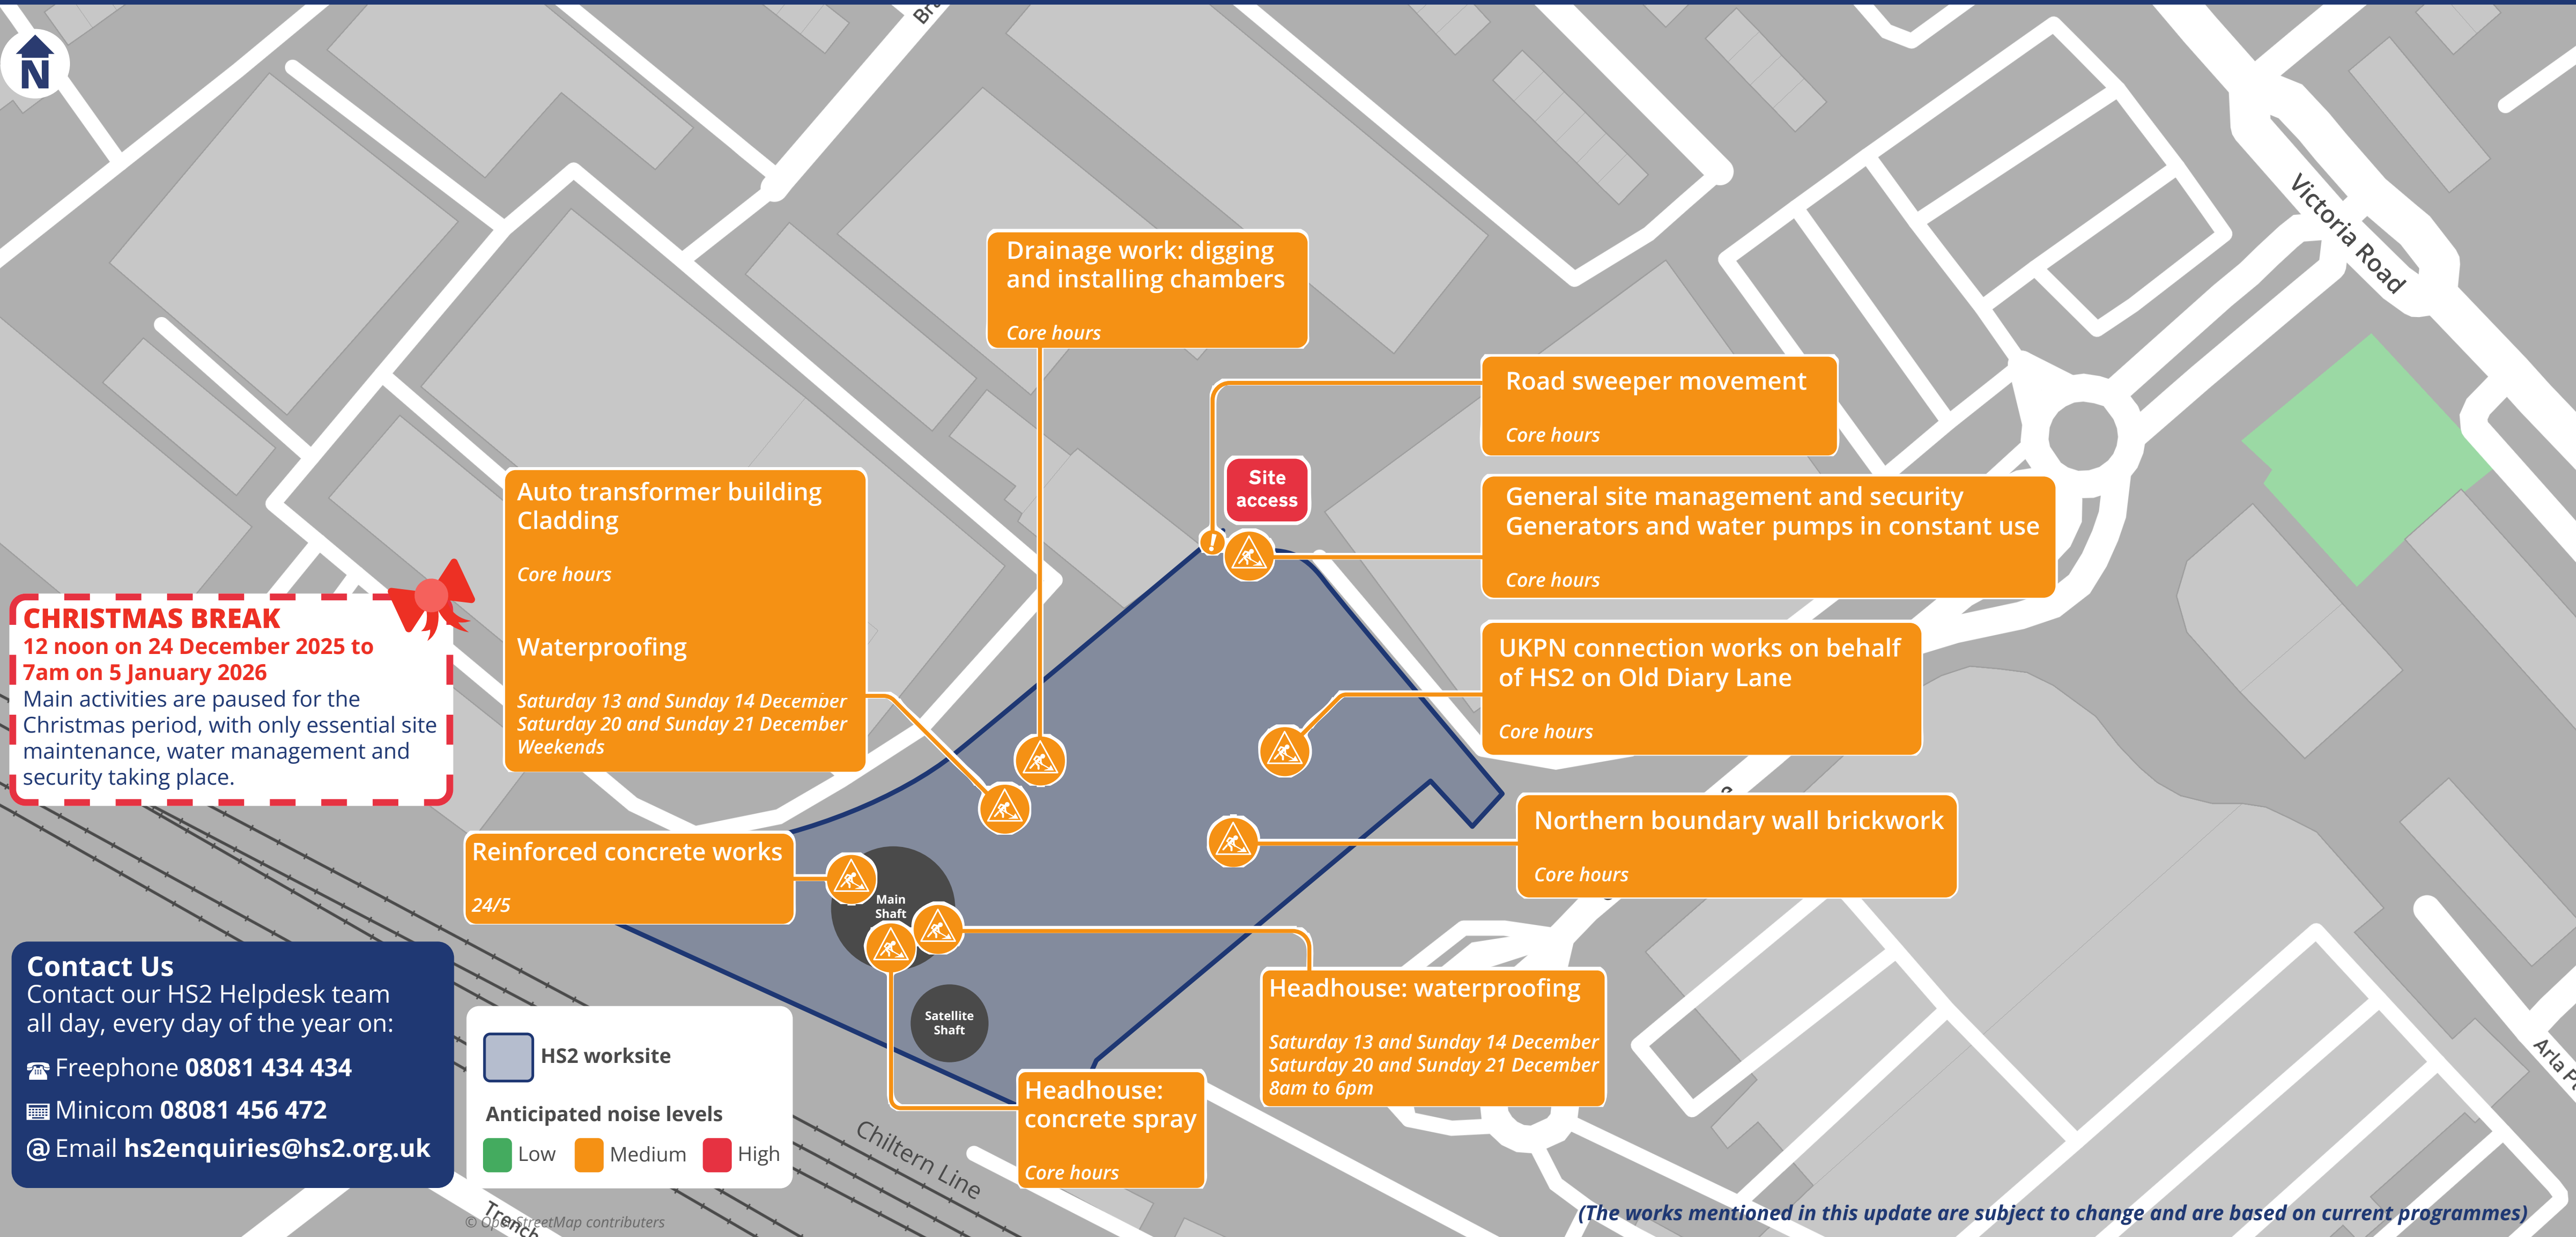 N
Bra
Victoria Road
Drainage work: digging
and installing chambers
Core hours
Road sweeper movement
Core hours
Site
access
!
General site management and security
Generators and water pumps in constant use
Core hours
Auto transformer building
Cladding
Core hours
Waterproofing
Saturday 13 and Sunday 14 December
Saturday 20 and Sunday 21 December
Weekends
CHRISTMAS BREAK
12 noon on 24 December 2025 to
7am on 5 January 2026
Main activities are paused for the
Christmas period, with only essential site
maintenance, water management and
security taking place.
UKPN connection works on behalf
of HS2 on Old Diary Lane
Core hours
Northern boundary wall brickwork
Core hours
Reinforced concrete works
24/5
Main
Shaft
Satellite
Shaft
Headhouse: waterproofing
Saturday 13 and Sunday 14 December
Saturday 20 and Sunday 21 December
8am to 6pm
Headhouse:
concrete spray
Core hours
Contact Us
Contact our HS2 Helpdesk team
all day, every day of the year on:
Freephone 08081 434 434
Minicom 08081 456 472
@ Email hs2enquiries@hs2.org.uk
HS2 worksite
Anticipated noise levels
Low Medium High
Chiltern Line
Arla P
Trench
© OpenStreetMap contributers
(The works mentioned in this update are subject to change and are based on current programmes)